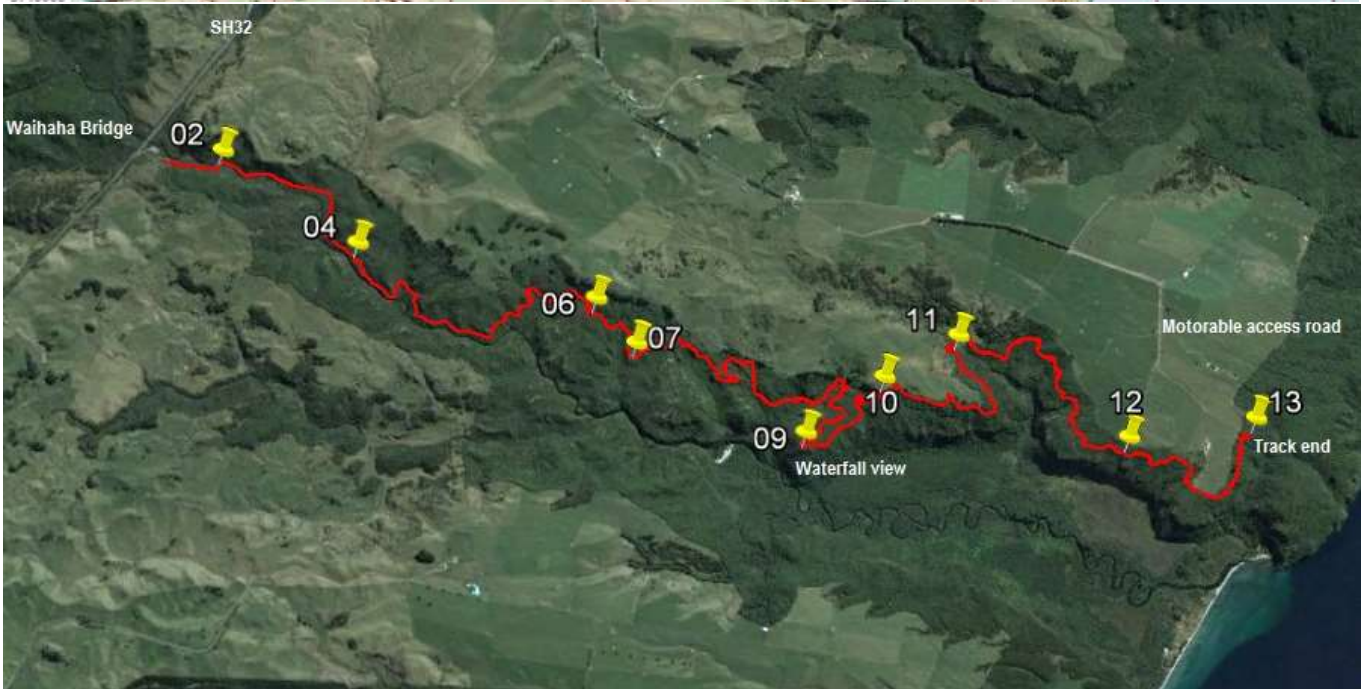 SH32
Waihaha Bridge
02
04
06
07
11
Motorable access road
10
12
13
09
Track end
Waterfall view